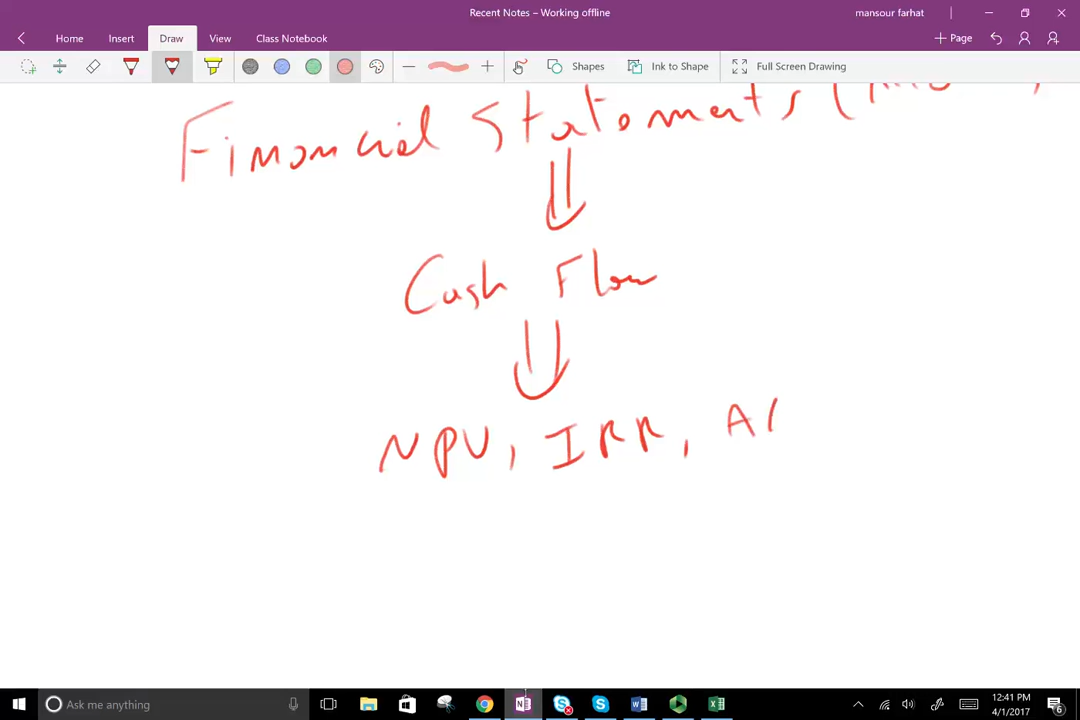 Recent Notes – Working offline
mansour farhat
Home Insert Draw View Class Notebook
Page
Shapes Ink to Shape Full Screen Drawing
Financial Statements (
Cash Flow
NPV, IRR, A
Ask me anything
12:41 PM
4/1/2017
6